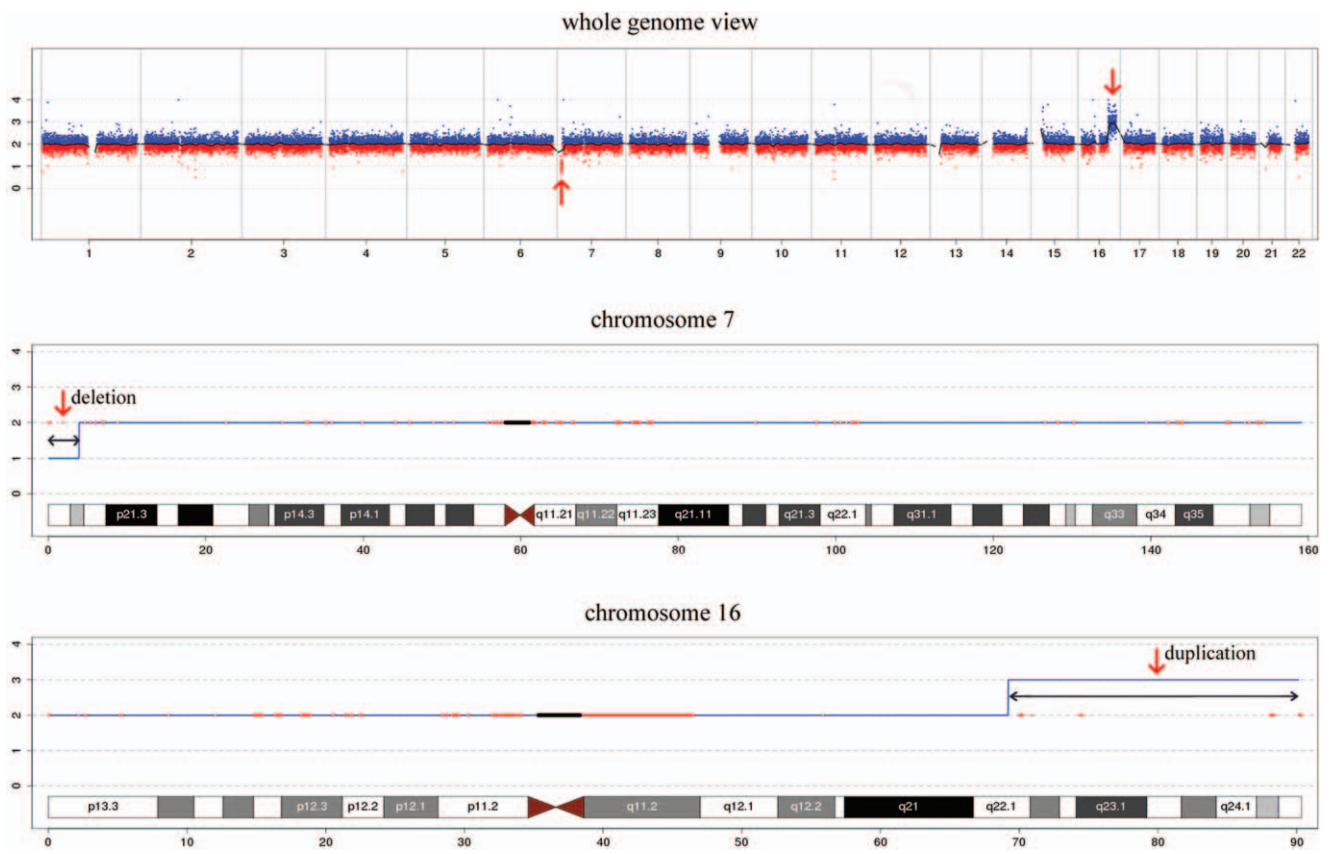 whole genome view
4
3
2
1
0
1 2 3 4 5 6 7 8 9 10 11 12 13 14 15 16 17 18 19 20 21 22
chromosome 7
4
3
deletion
2
1
0
p21.3 p14.3 p14.1 q11.21 q11.22 q11.23 q21.11 q21.3 q22.1 q31.1 q33 q34 q35
0 20 40 60 80 100 120 140 160
chromosome 16
4
duplication
3
2
1
0
p13.3 p12.3 p12.2 p12.1 p11.2 q11.2 q12.1 q12.2 q21 q22.1 q23.1 q24.1
0 10 20 30 40 50 60 70 80 90